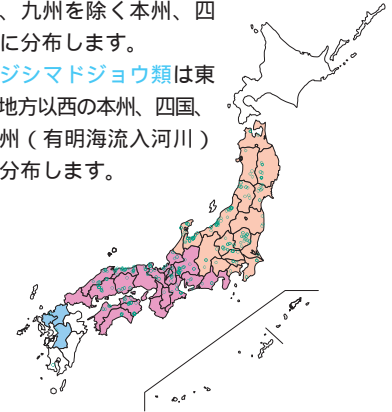 、九州を除く本州、四
に分布します。
ジシマドジョウ類は東
地方以西の本州、四国、
州（有明海流入河川）
分布します。